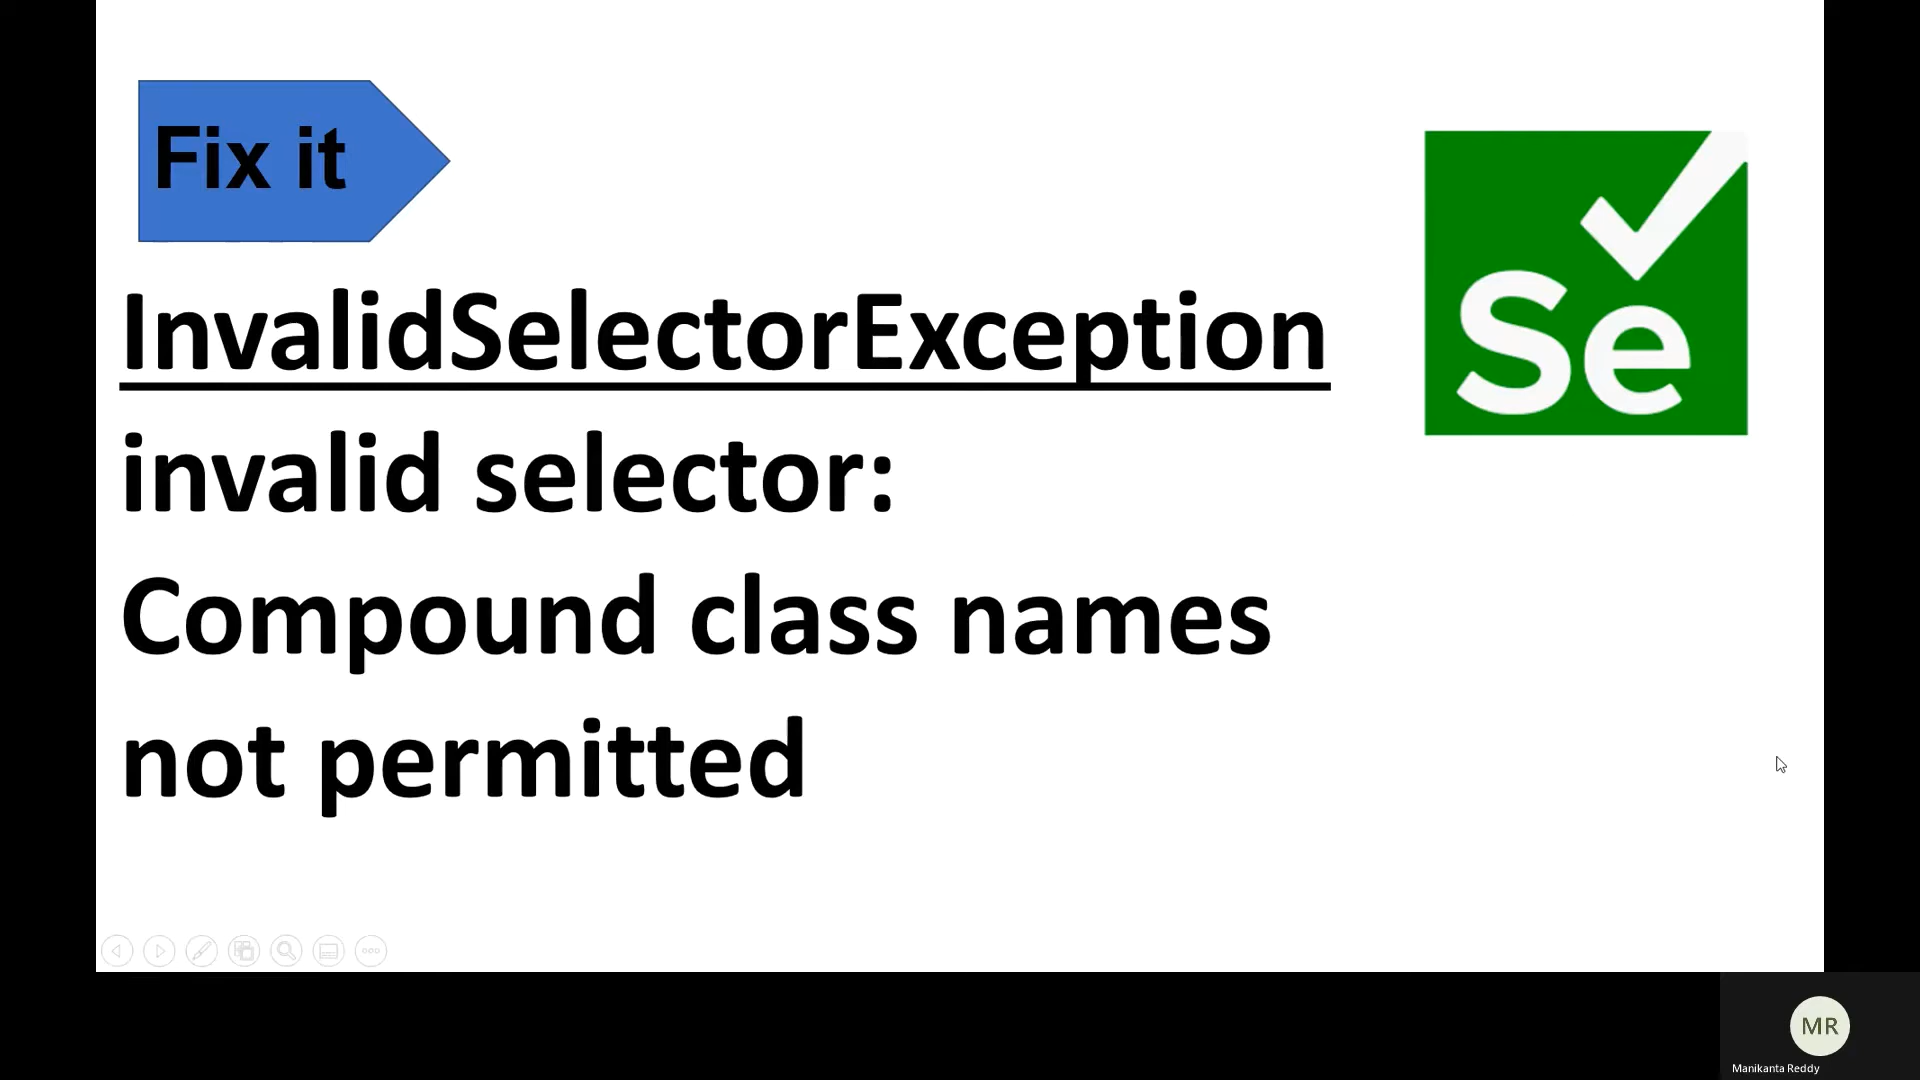 Fix it
Se
InvalidSelectorException
invalid selector:
Compound class names
not permitted
MR
Manikanta Reddy